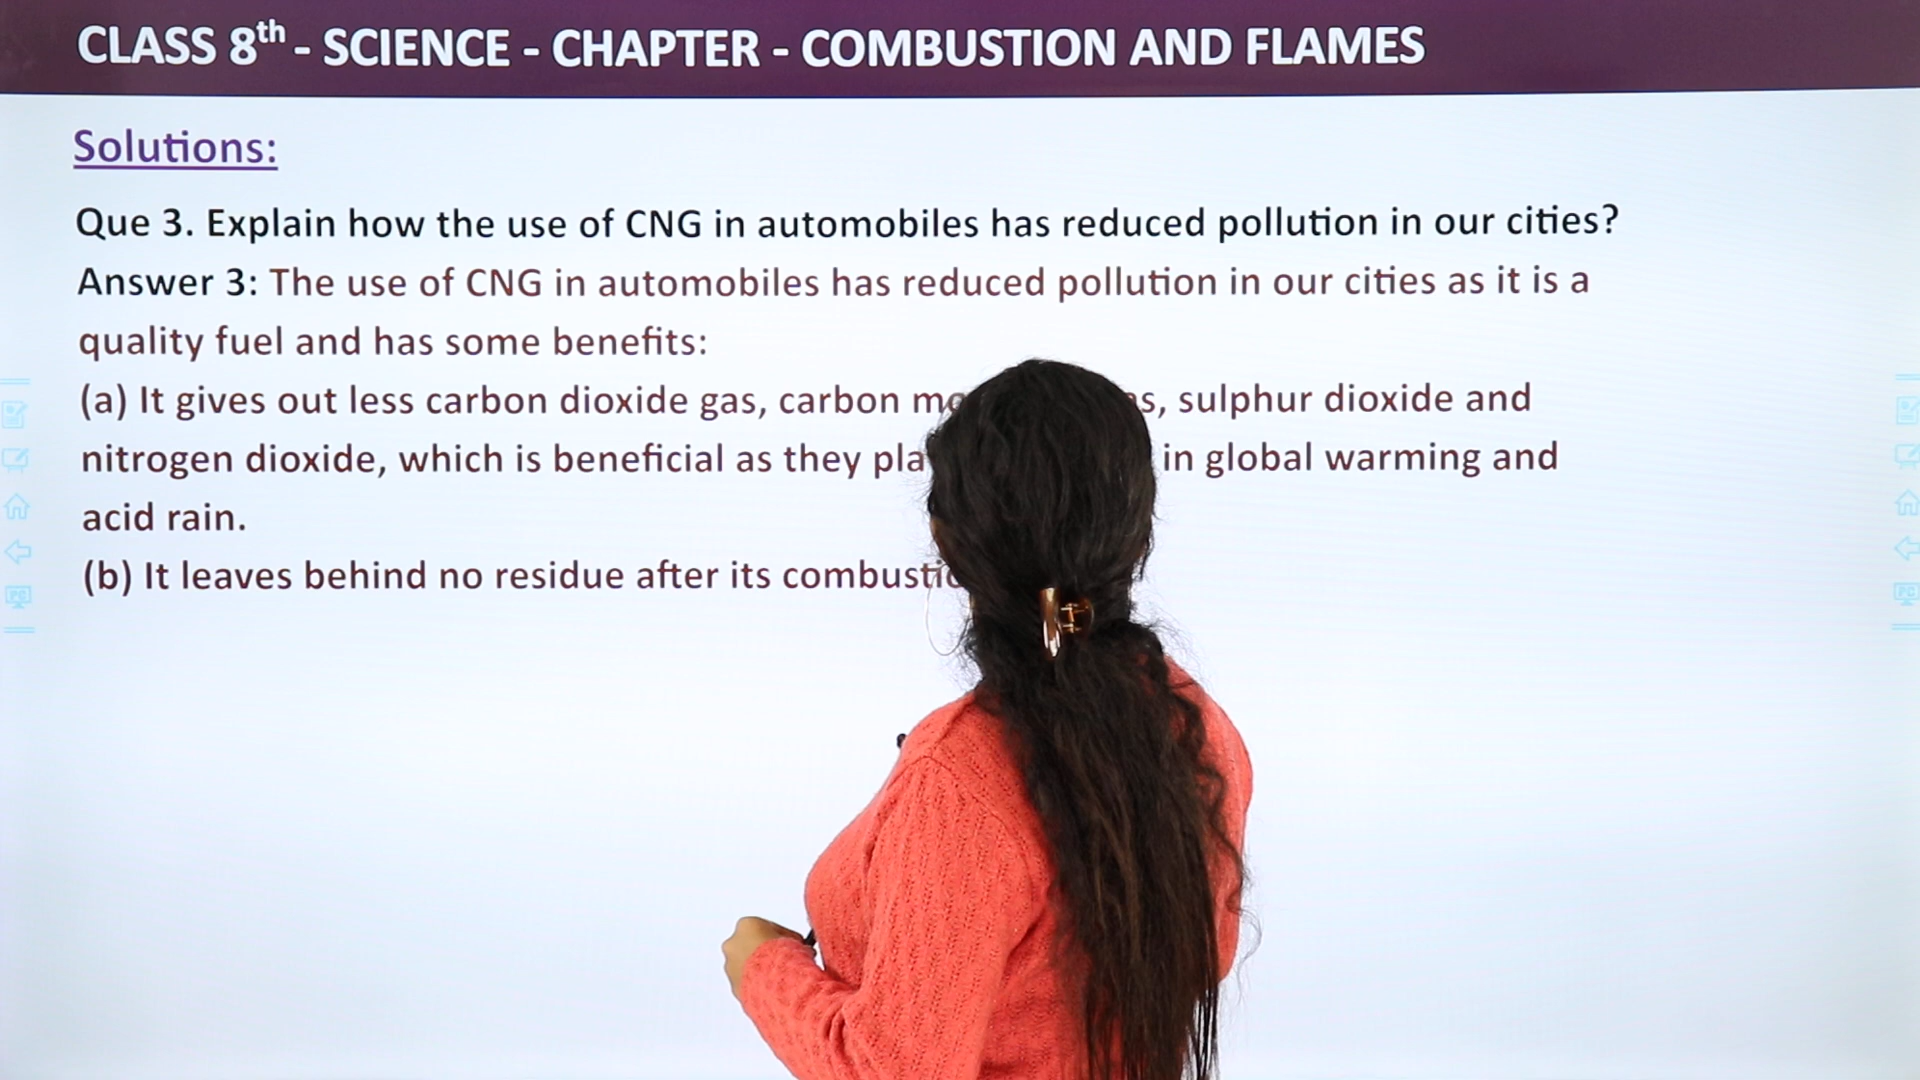 CLASS 8th - SCIENCE - CHAPTER - COMBUSTION AND FLAMES
Solutions:
Que 3. Explain how the use of CNG in automobiles has reduced pollution in our cities?
Answer 3: The use of CNG in automobiles has reduced pollution in our cities as it is a
quality fuel and has some benefits:
(a) It gives out less carbon dioxide gas, carbon sulphur dioxide and
nitrogen dioxide, which is beneficial as they in global warming and
acid rain.
(b) It leaves behind no residue after its
PC
PC